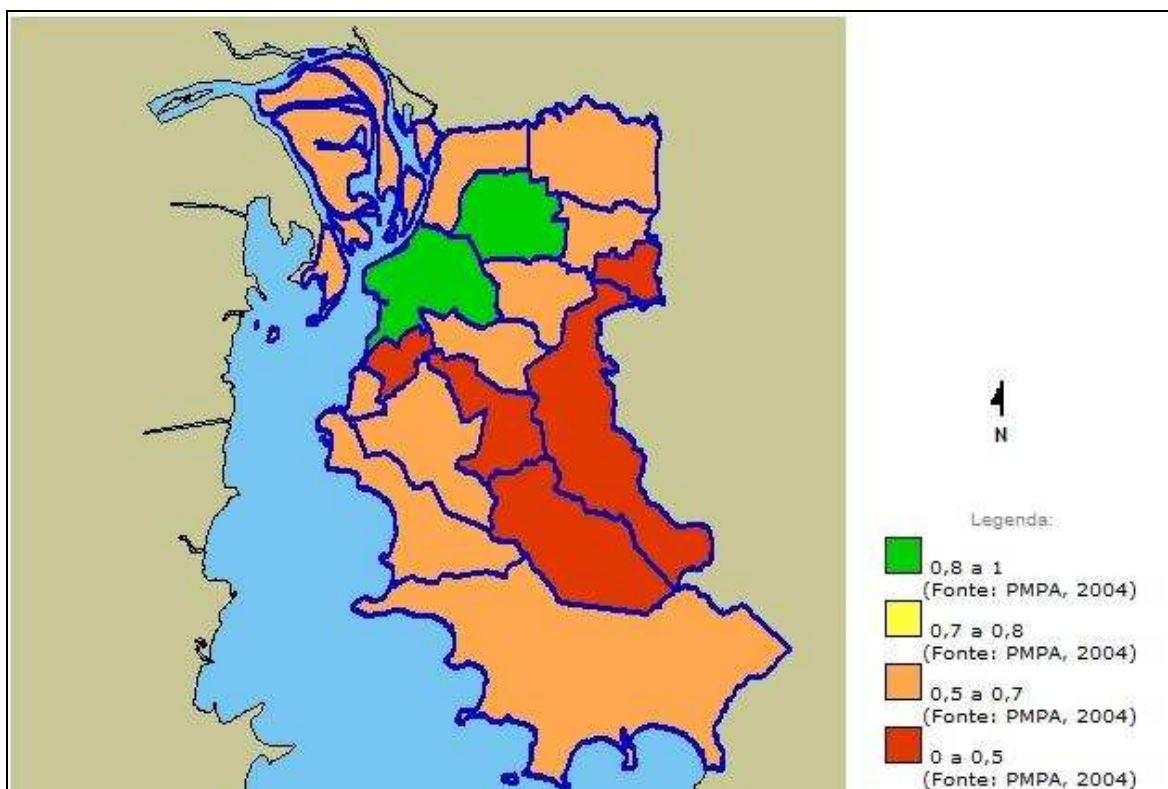 N
Legenda:
0,8 a 1
(Fonte: PMPA, 2004)
0,7 a 0,8
(Fonte: PMPA, 2004)
0,5 a 0,7
(Fonte: PMPA, 2004)
0 a 0,5
(Fonte: PMPA, 2004)